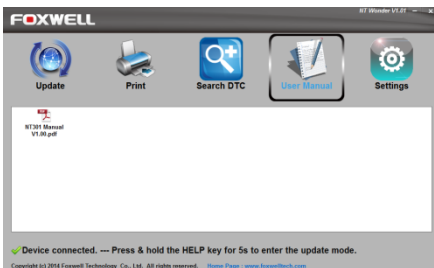 NT Wonder V1.01
FOXWELL
Update
Print
Search DTC
User Manual
Settings
NT301 Manual
V1.00.pdf
Device connected. --- Press & hold the HELP key for 5s to enter the update mode.
Copyright (c) 2014 Foxwell Technology Co., Ltd. All rights reserved. Home Page : www.foxwelltech.com